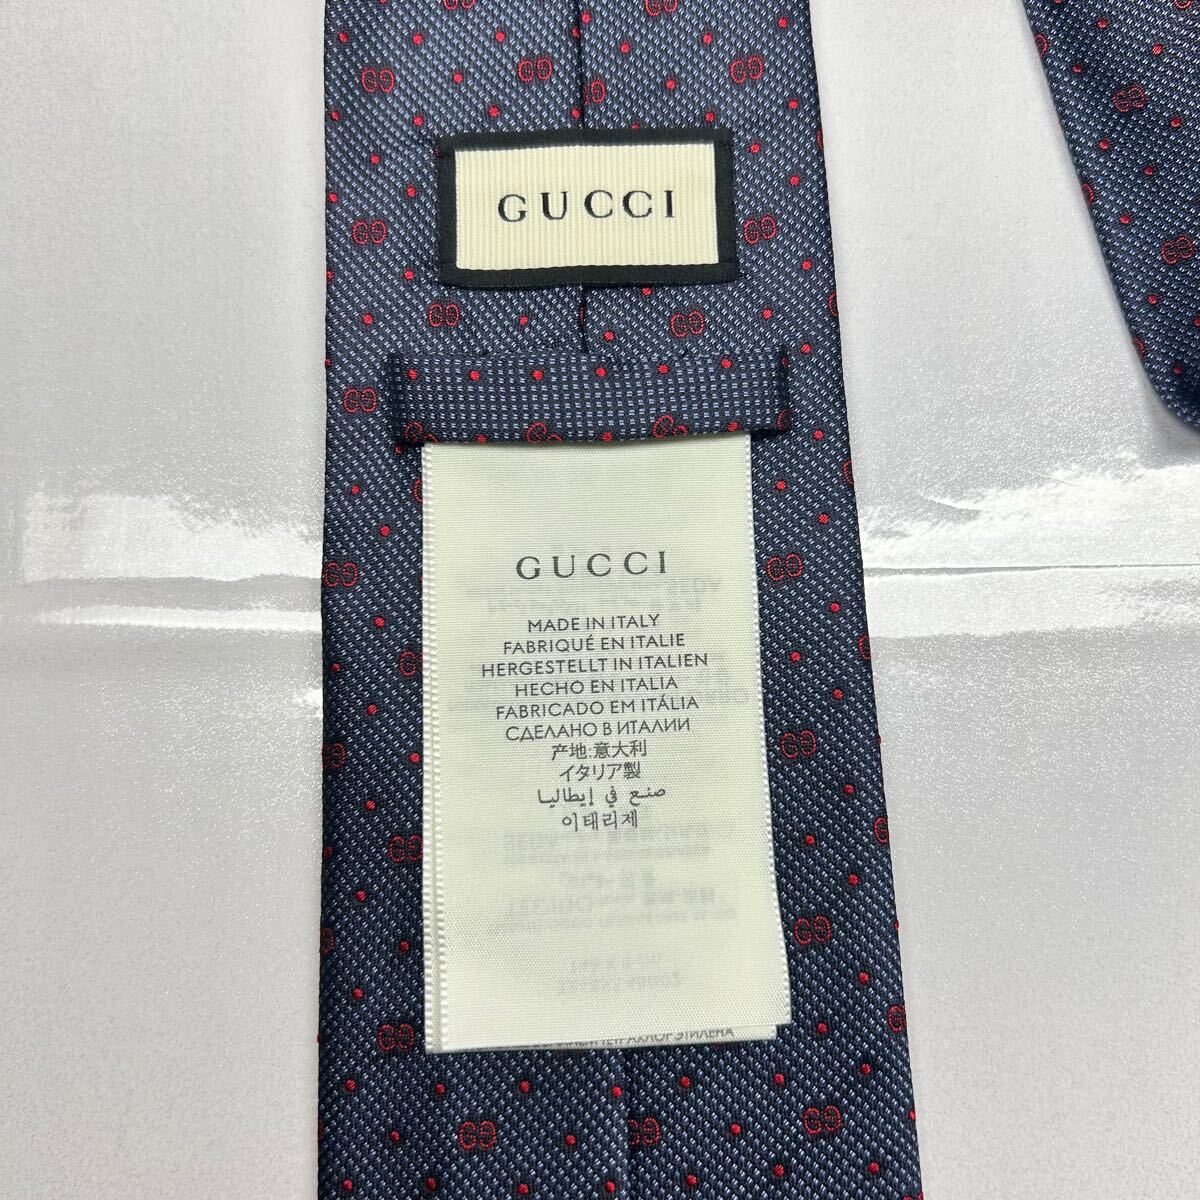 GUCCI
GUCCI
MADE IN ITALY
FABRIQUÉ EN ITALIE
HERGESTELLT IN ITALIEN
HECHO EN ITALIA
FABRICADO EM ITÁLIA
СДЕЛАНО В ИТАЛИИ
产地:意大利
イタリア製
صنع في إيطاليا
이태리제